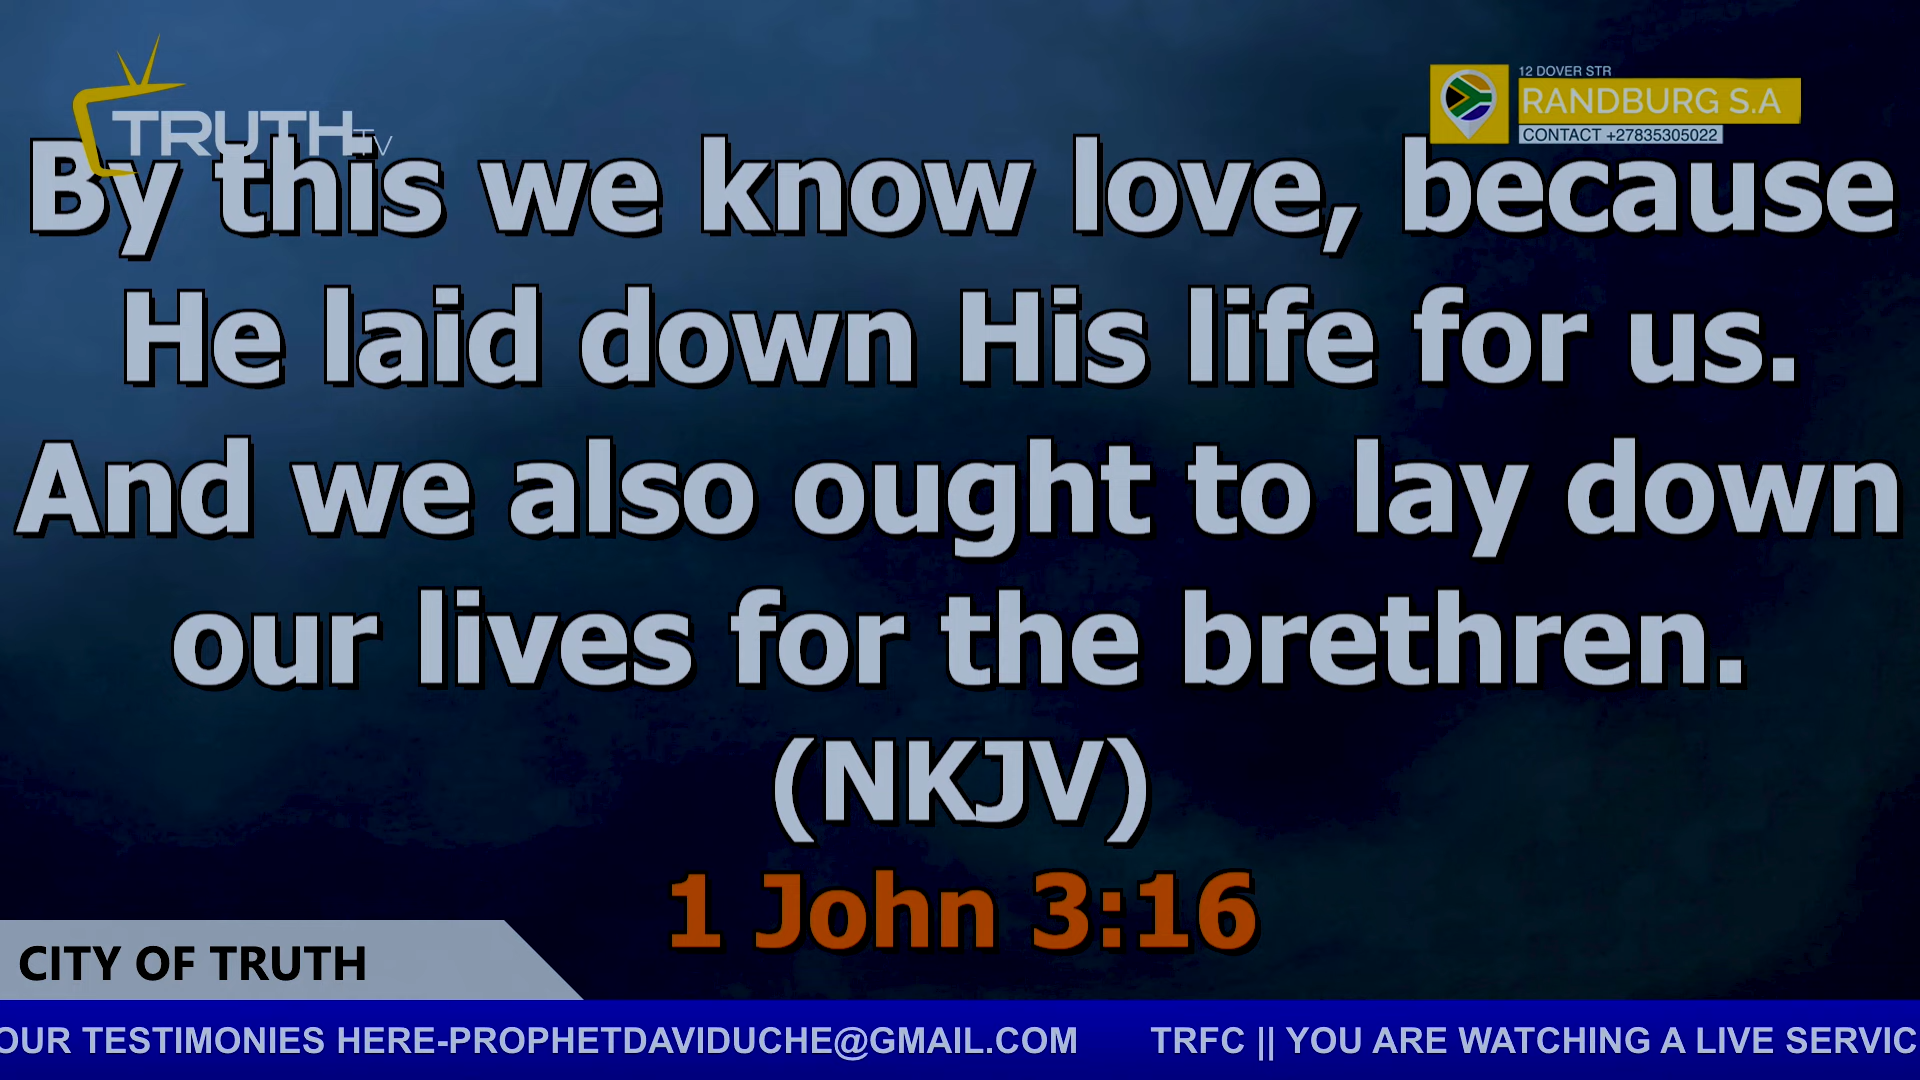 TRUTH TV
12 DOVER STR
RANDBURG S.A
CONTACT +27835305022
By this we know love, because
He laid down His life for us.
And we also ought to lay down
our lives for the brethren.
(NKJV)
1 John 3:16
CITY OF TRUTH
OUR TESTIMONIES HERE-PROPHETDAVIDUCHE@GMAIL.COM TRFC || YOU ARE WATCHING A LIVE SERVIC